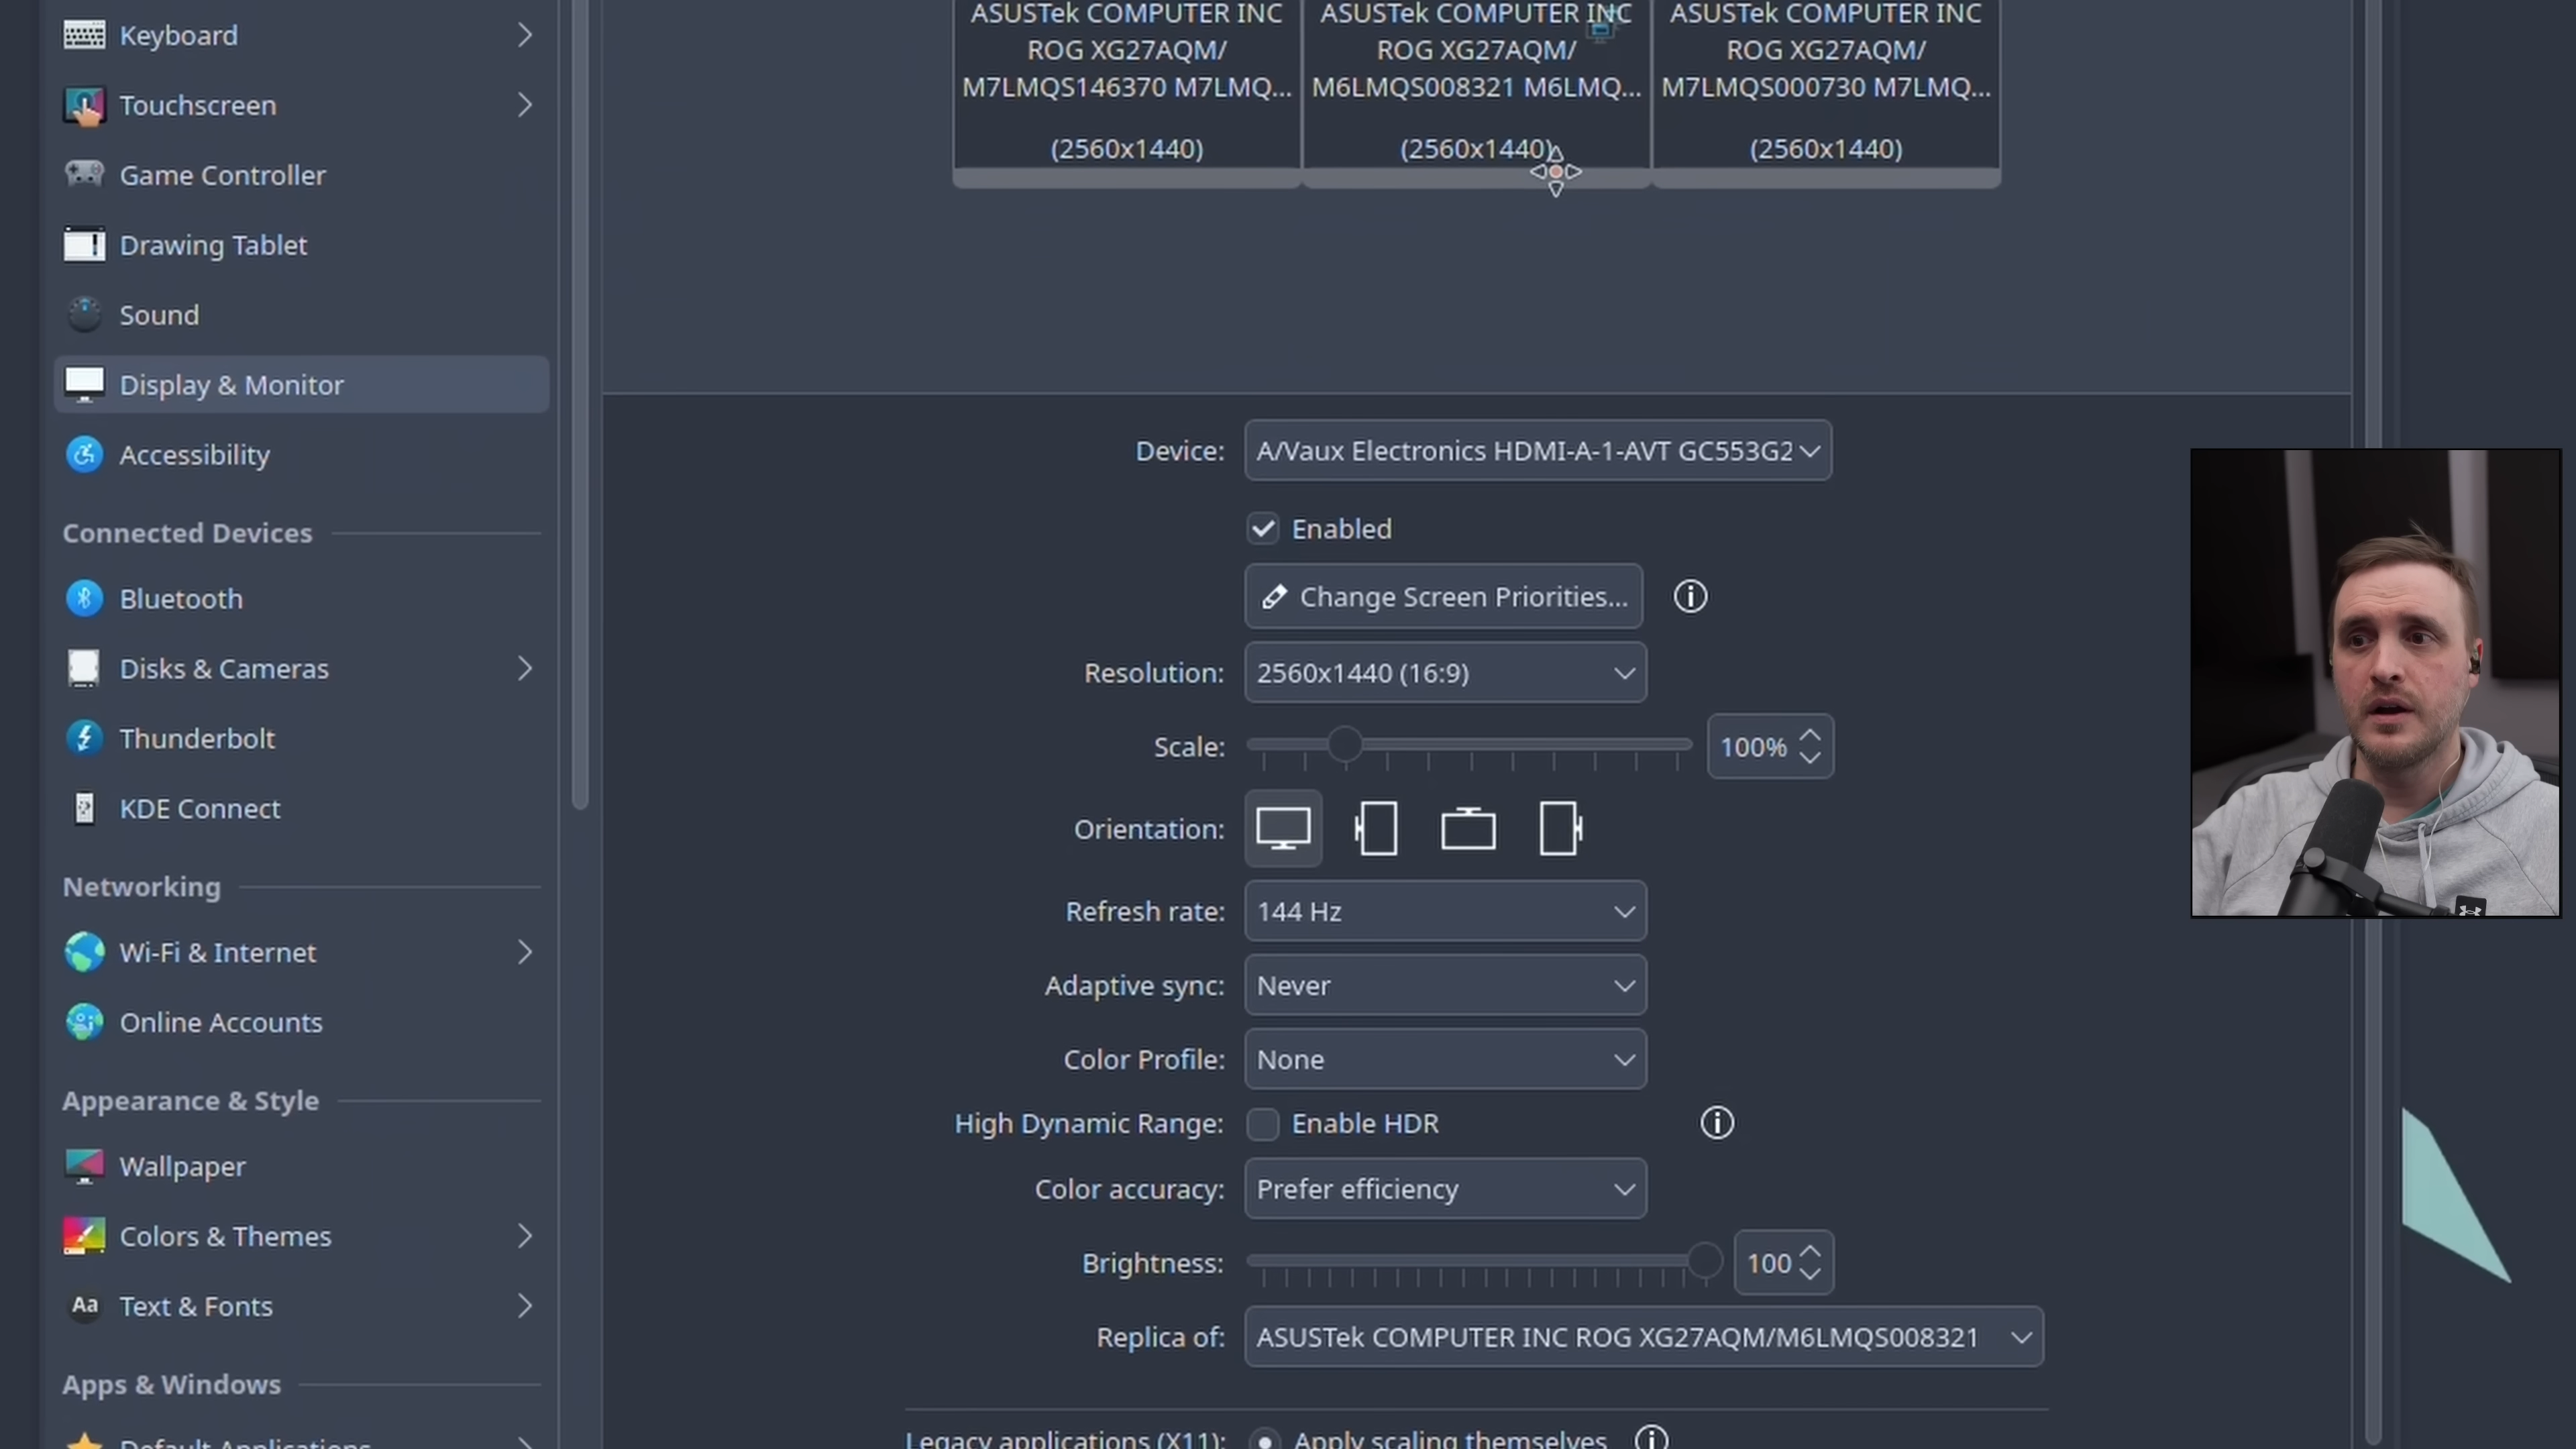 Keyboard
Touchscreen
Game Controller
Drawing Tablet
Sound
Display & Monitor
Accessibility
Connected Devices
Bluetooth
Disks & Cameras
Thunderbolt
KDE Connect
Networking
Wi-Fi & Internet
Online Accounts
Appearance & Style
Wallpaper
Colors & Themes
Aa Text & Fonts
Apps & Windows
Default Applications
ASUSTek COMPUTER INC
ROG XG27AQM/
M7LMQS146370 M7LMQ...
(2560x1440)
ASUSTek COMPUTER INC
ROG XG27AQM/
M6LMQS008321 M6LMQ...
(2560x1440)
ASUSTek COMPUTER INC
ROG XG27AQM/
M7LMQS000730 M7LMQ...
(2560x1440)
Device: A/Vaux Electronics HDMI-A-1-AVT GC553G2
Enabled
Change Screen Priorities...
Resolution: 2560x1440 (16:9)
Scale: 100%
Orientation:
Refresh rate: 144 Hz
Adaptive sync: Never
Color Profile: None
High Dynamic Range: Enable HDR
Color accuracy: Prefer efficiency
Brightness: 100
Replica of: ASUSTek COMPUTER INC ROG XG27AQM/M6LMQS008321
Legacy applications (X11): Apply scaling themselves